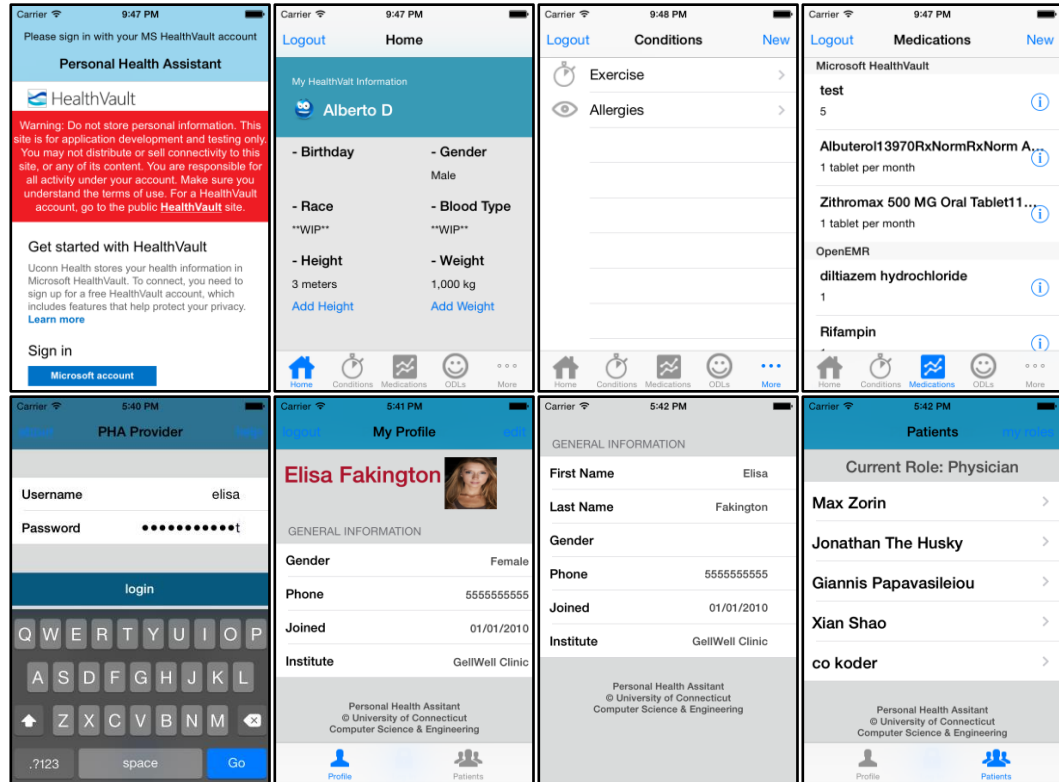 Carrier 9:47 PM
Please sign in with your MS HealthVault account
Personal Health Assistant
HealthVault
Warning: Do not store personal information. This
site is for application development and testing only.
You may not distribute or sell connectivity to this
site, or any of its content. You are responsible for
all activity under your account. Make sure you
understand the terms of use. For a HealthVault
account, go to the public HealthVault site.
Get started with HealthVault
Uconn Health stores your health information in
Microsoft HealthVault. To connect, you need to
sign up for a free HealthVault account, which
includes features that help protect your privacy.
Learn more
Sign in
Microsoft account
Carrier 9:47 PM
Logout Home
My HealthValt Information
Alberto D
- Birthday - Gender
Male
- Race - Blood Type
**WIP** **WIP**
- Height - Weight
3 meters 1,000 kg
Add Height Add Weight
Home Conditions Medications ODLs More
Carrier 9:48 PM
Logout Conditions New
Exercise
Allergies
Home Conditions Medications ODLs More
Carrier 9:47 PM
Logout Medications New
Microsoft HealthVault
test
5
Albuterol13970RxNormRxNorm A...
1 tablet per month
Zithromax 500 MG Oral Tablet11...
1 tablet per month
OpenEMR
diltiazem hydrochloride
1
Rifampin
Home Conditions Medications ODLs More
Carrier 5:40 PM
about PHA Provider help
Username elisa
Password ●●●●●●●●●●●t
login
Q W E R T Y U I O P
A S D F G H J K L
Z X C V B N M
.?123 space Go
Carrier 5:41 PM
logout My Profile edit
Elisa Fakington
GENERAL INFORMATION
Gender Female
Phone 5555555555
Joined 01/01/2010
Institute GellWell Clinic
Personal Health Assitant
© University of Connecticut
Computer Science & Engineering
Profile Patients
Carrier 5:42 PM
GENERAL INFORMATION
First Name Elisa
Last Name Fakington
Gender
Phone 5555555555
Joined 01/01/2010
Institute GellWell Clinic
Personal Health Assitant
© University of Connecticut
Computer Science & Engineering
Carrier 5:42 PM
Patients my roles
Current Role: Physician
Max Zorin
Jonathan The Husky
Giannis Papavasileiou
Xian Shao
co koder
Personal Health Assitant
© University of Connecticut
Computer Science & Engineering
Profile Patients